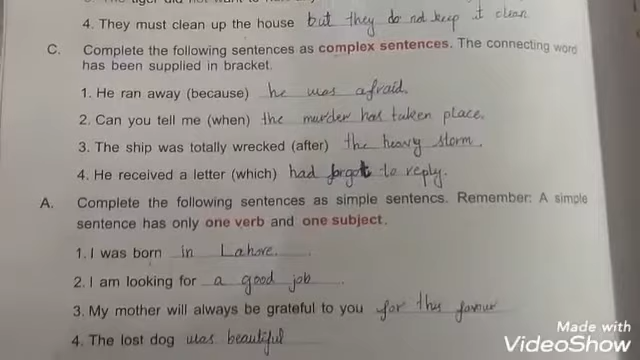 4. They must clean up the house but they do not keep it clean
C. Complete the following sentences as complex sentences. The connecting word
has been supplied in bracket.
1. He ran away (because) he was afraid.
2. Can you tell me (when) the murder has taken place.
3. The ship was totally wrecked (after) the heavy storm.
4. He received a letter (which) had forgot to reply.
A. Complete the following sentences as simple sentencs. Remember: A simple
sentence has only one verb and one subject.
1. I was born in Lahore.
2. I am looking for a good job
3. My mother will always be grateful to you for this favour
4. The lost dog was beautiful
Made with
VideoShow